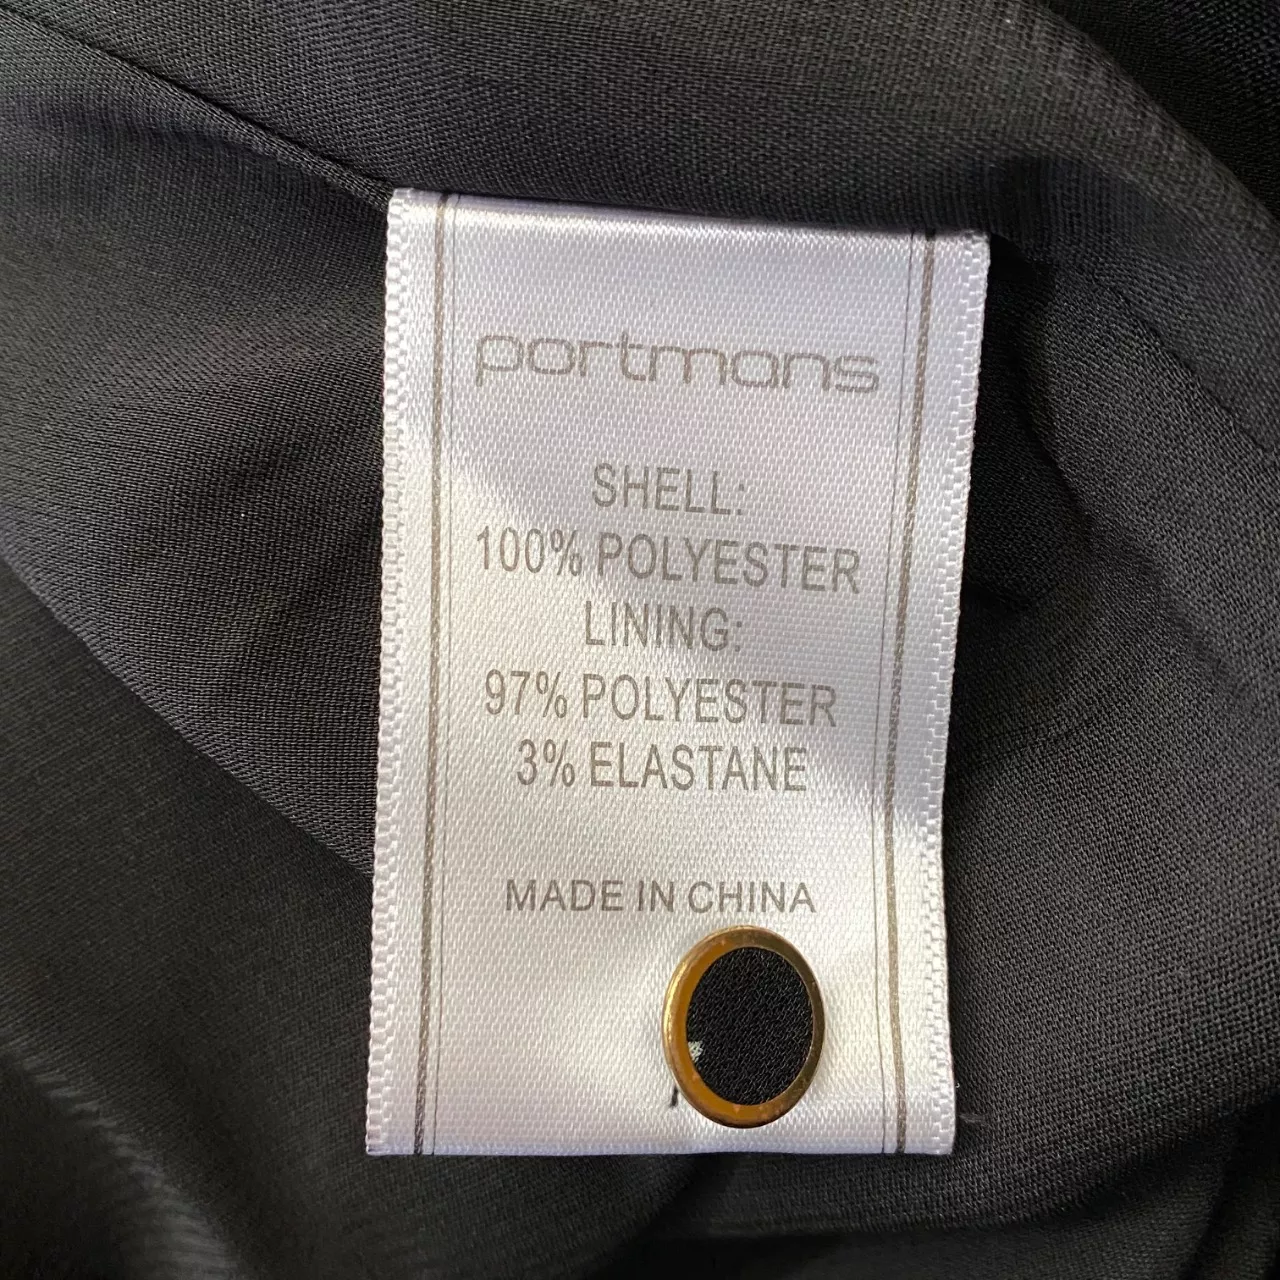 portmans
SHELL:
100% POLYESTER
LINING:
97% POLYESTER
3% ELASTANE
MADE IN CHINA